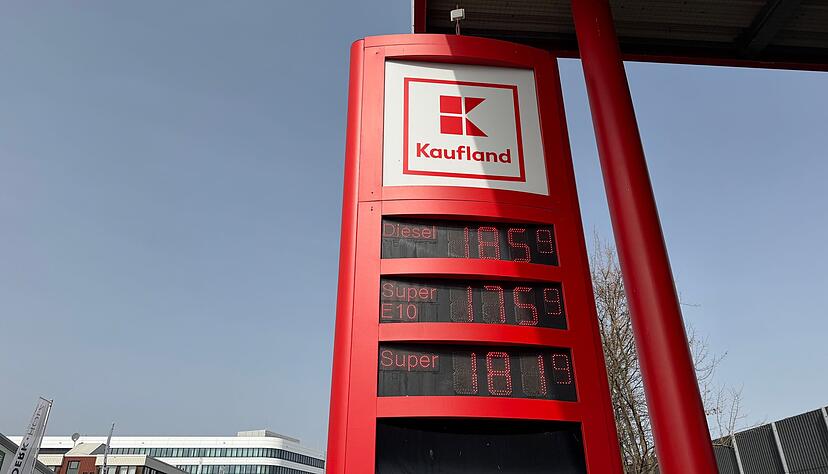 Kaufland
Diesel 185⁹
Super
E10 175⁹
Super 181⁹